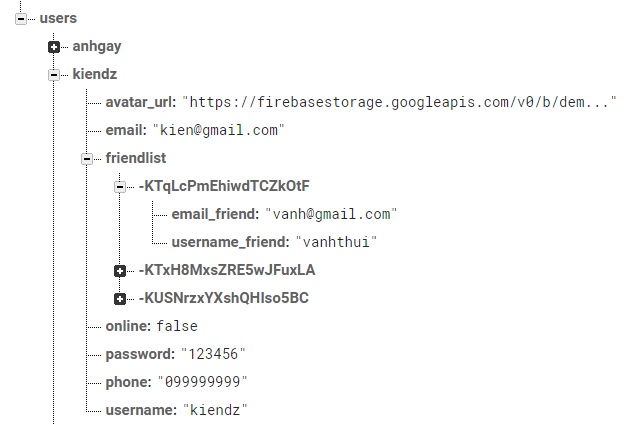 users
anhgay
kiendz
avatar_url: "https://firebasestorage.googleapis.com/v0/b/dem..."
email: "kien@gmail.com"
friendlist
-KTqLcPmEhiwdTCZkOtF
email_friend: "vanh@gmail.com"
username_friend: "vanhthui"
-KTxH8MxsZRE5wJFuxLA
-KUSNrzxYXshQHIso5BC
online: false
password: "123456"
phone: "099999999"
username: "kiendz"